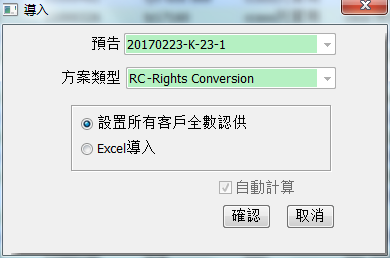 導入
預告 20170223-K-23-1
方案類型 RC-Rights Conversion
設置所有客戶全數認供
Excel導入
自動計算
確認 取消